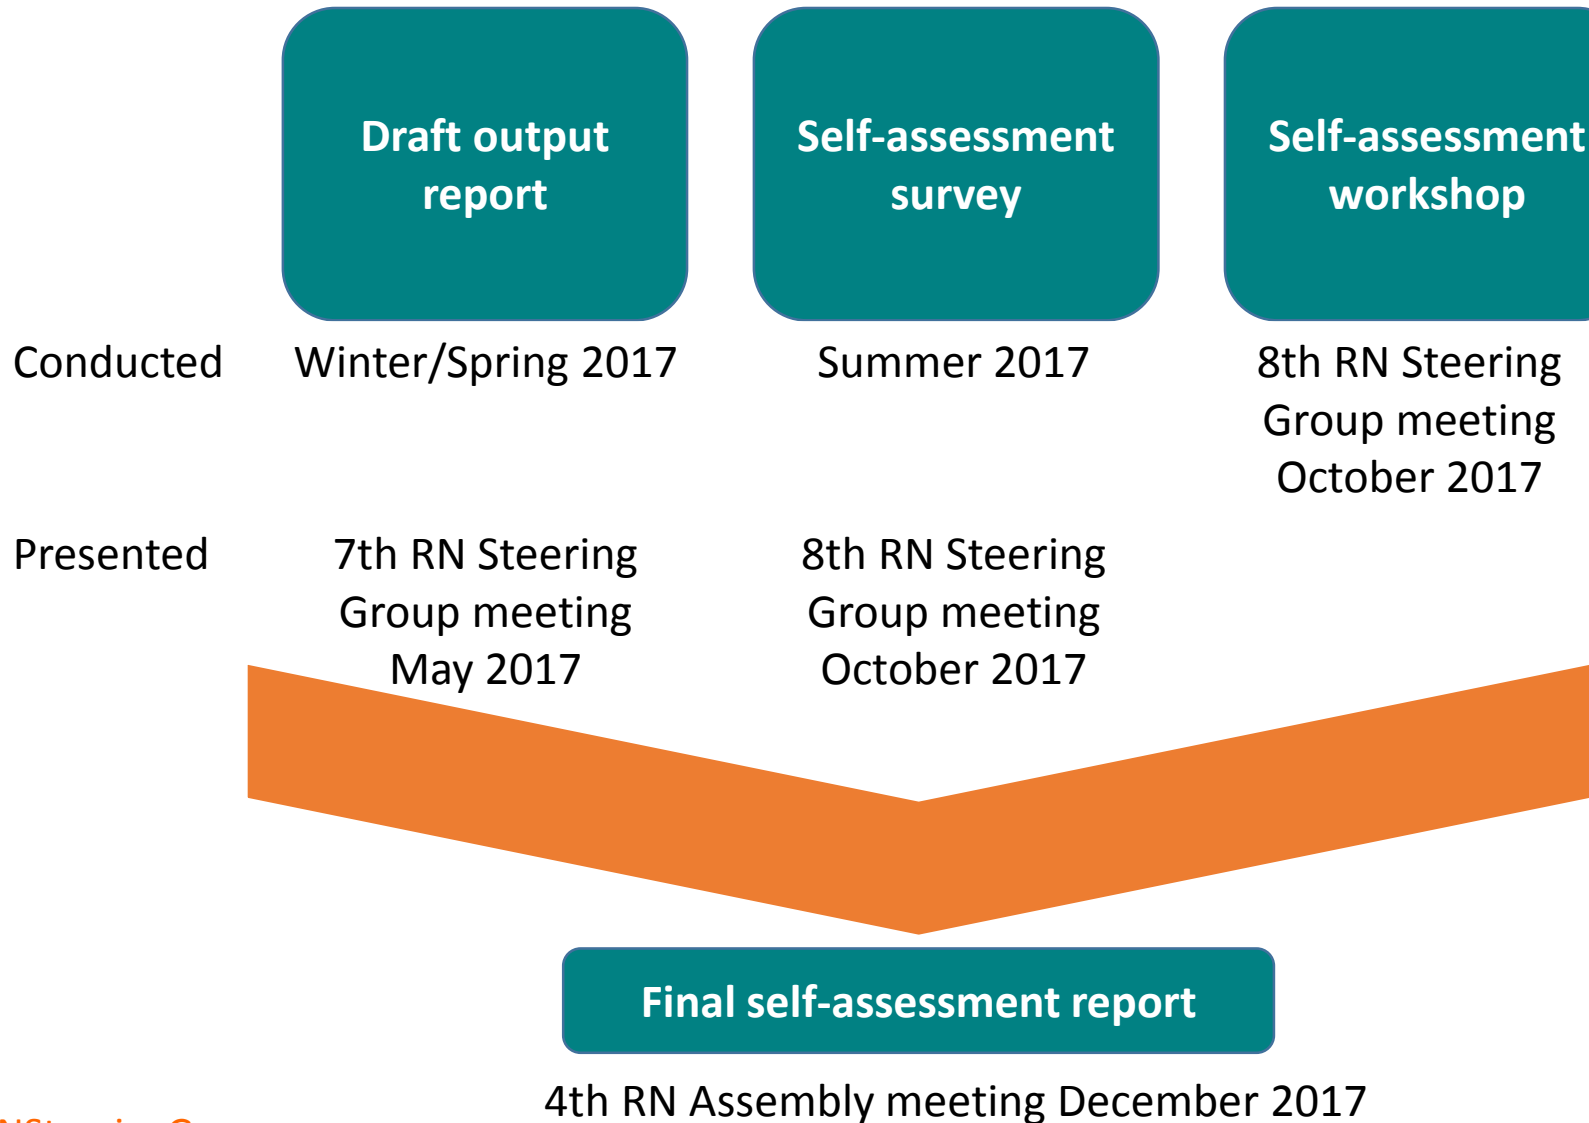 Draft output
report
Self-assessment
survey
Self-assessment
workshop
Conducted
Winter/Spring 2017
Summer 2017
8th RN Steering
Group meeting
October 2017
Presented
7th RN Steering
Group meeting
May 2017
8th RN Steering
Group meeting
October 2017
Final self-assessment report
4th RN Assembly meeting December 2017